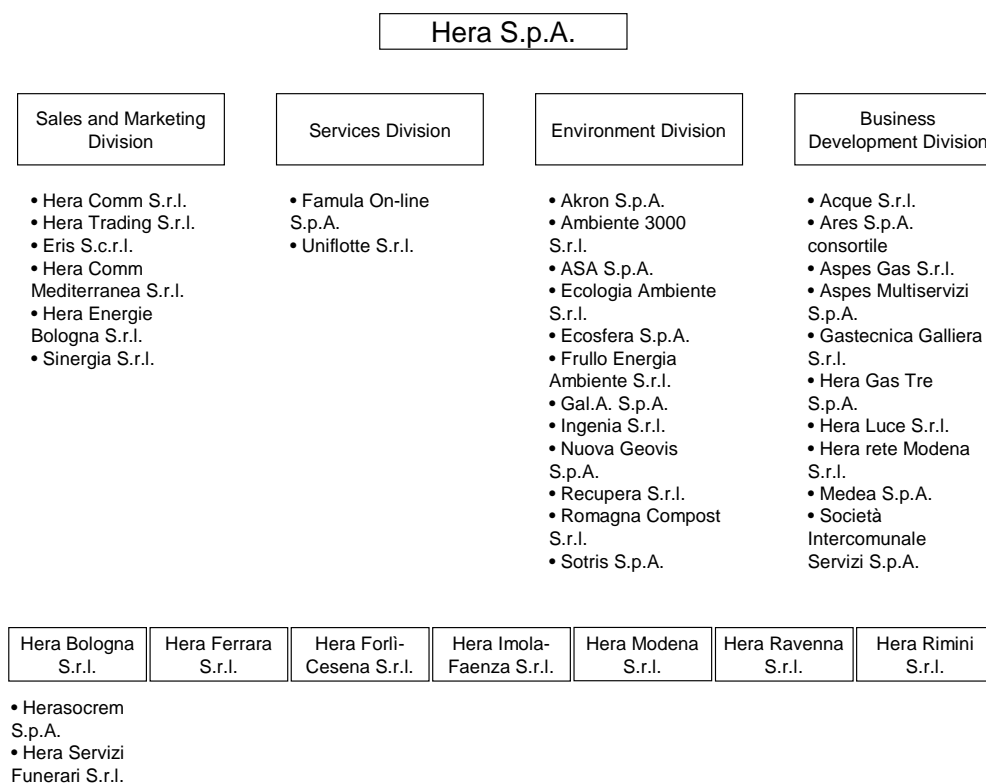 Hera S.p.A.
Sales and Marketing
Division
Services Division
Environment Division
Business
Development Division
• Hera Comm S.r.l.
• Hera Trading S.r.l.
• Eris S.c.r.l.
• Hera Comm
Mediterranea S.r.l.
• Hera Energie
Bologna S.r.l.
• Sinergia S.r.l.
• Famula On-line
S.p.A.
• Uniflotte S.r.l.
• Akron S.p.A.
• Ambiente 3000
S.r.l.
• ASA S.p.A.
• Ecologia Ambiente
S.r.l.
• Ecosfera S.p.A.
• Frullo Energia
Ambiente S.r.l.
• Gal.A. S.p.A.
• Ingenia S.r.l.
• Nuova Geovis
S.p.A.
• Recupera S.r.l.
• Romagna Compost
S.r.l.
• Sotris S.p.A.
• Acque S.r.l.
• Ares S.p.A.
consortile
• Aspes Gas S.r.l.
• Aspes Multiservizi
S.p.A.
• Gastecnica Galliera
S.r.l.
• Hera Gas Tre
S.p.A.
• Hera Luce S.r.l.
• Hera rete Modena
S.r.l.
• Medea S.p.A.
• Società
Intercomunale
Servizi S.p.A.
Hera Bologna
S.r.l.
Hera Ferrara
S.r.l.
Hera Forlì-
Cesena S.r.l.
Hera Imola-
Faenza S.r.l.
Hera Modena
S.r.l.
Hera Ravenna
S.r.l.
Hera Rimini
S.r.l.
• Herasocrem
S.p.A.
• Hera Servizi
Funerari S.r.l.